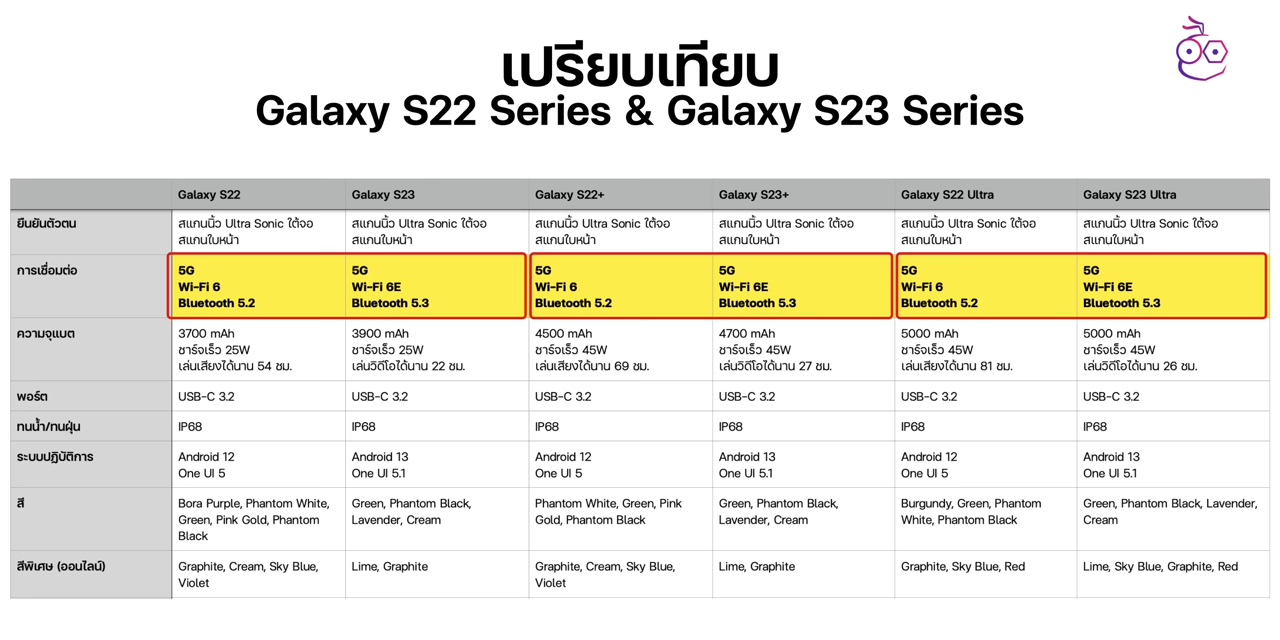 เปรียบเทียบ
Galaxy S22 Series & Galaxy S23 Series
Galaxy S22 Galaxy S23 Galaxy S22+ Galaxy S23+ Galaxy S22 Ultra Galaxy S23 Ultra
ยืนยันตัวตน สแกนนิ้ว Ultra Sonic ใต้จอ สแกนนิ้ว Ultra Sonic ใต้จอ สแกนนิ้ว Ultra Sonic ใต้จอ สแกนนิ้ว Ultra Sonic ใต้จอ สแกนนิ้ว Ultra Sonic ใต้จอ สแกนนิ้ว Ultra Sonic ใต้จอ
สแกนใบหน้า สแกนใบหน้า สแกนใบหน้า สแกนใบหน้า สแกนใบหน้า สแกนใบหน้า
การเชื่อมต่อ 5G 5G 5G 5G 5G 5G
Wi-Fi 6 Wi-Fi 6E Wi-Fi 6 Wi-Fi 6E Wi-Fi 6 Wi-Fi 6E
Bluetooth 5.2 Bluetooth 5.3 Bluetooth 5.2 Bluetooth 5.3 Bluetooth 5.2 Bluetooth 5.3
ความจุแบต 3700 mAh 3900 mAh 4500 mAh 4700 mAh 5000 mAh 5000 mAh
ชาร์จเร็ว 25W ชาร์จเร็ว 25W ชาร์จเร็ว 45W ชาร์จเร็ว 45W ชาร์จเร็ว 45W ชาร์จเร็ว 45W
เล่นเสียงได้นาน 54 ชม. เล่นวิดีโอได้นาน 22 ชม. เล่นเสียงได้นาน 69 ชม. เล่นวิดีโอได้นาน 27 ชม. เล่นเสียงได้นาน 81 ชม. เล่นวิดีโอได้นาน 26 ชม.
พอร์ต USB-C 3.2 USB-C 3.2 USB-C 3.2 USB-C 3.2 USB-C 3.2 USB-C 3.2
ทนน้ำ/ทนฝุ่น IP68 IP68 IP68 IP68 IP68 IP68
ระบบปฏิบัติการ Android 12 Android 13 Android 12 Android 13 Android 12 Android 13
One UI 5 One UI 5.1 One UI 5 One UI 5.1 One UI 5 One UI 5.1
สี Bora Purple, Phantom White, Green, Phantom Black, Phantom White, Green, Pink Green, Phantom Black, Burgundy, Green, Phantom Green, Phantom Black, Lavender,
Green, Pink Gold, Phantom Lavender, Cream Gold, Phantom Black Lavender, Cream White, Phantom Black Cream
Black
สีพิเศษ (ออนไลน์) Graphite, Cream, Sky Blue, Lime, Graphite Graphite, Cream, Sky Blue, Lime, Graphite Graphite, Sky Blue, Red Lime, Sky Blue, Graphite, Red
Violet Violet